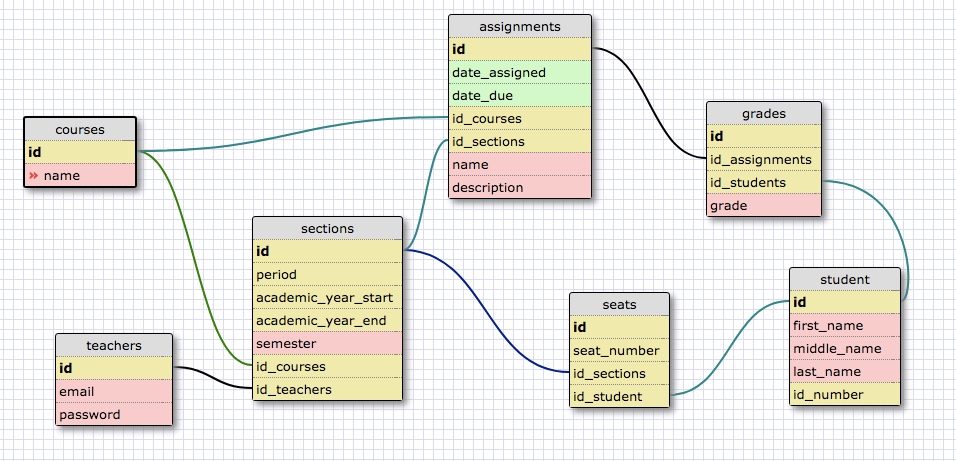 assignments
id
date_assigned
date_due
id_courses
id_sections
name
description
grades
id
id_assignments
id_students
grade
courses
id
» name
sections
id
period
academic_year_start
academic_year_end
semester
id_courses
id_teachers
student
id
first_name
middle_name
last_name
id_number
seats
id
seat_number
id_sections
id_student
teachers
id
email
password